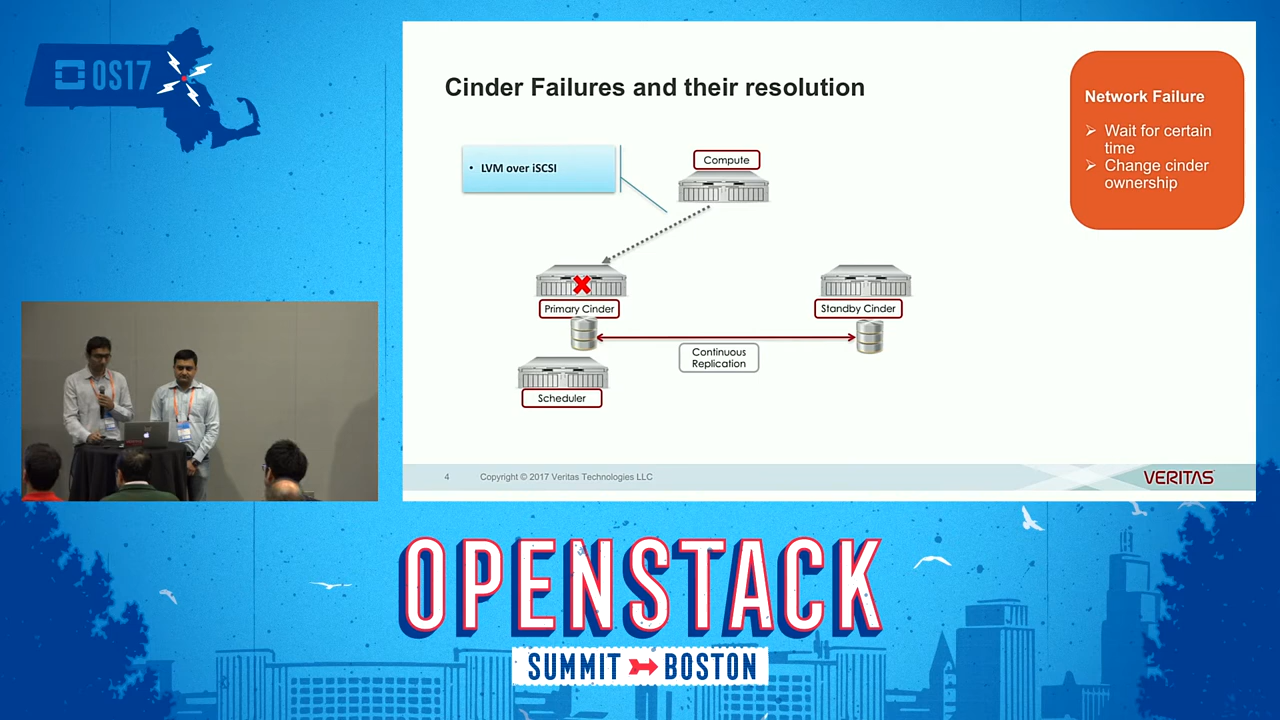 OS17
Cinder Failures and their resolution
Network Failure
➢ Wait for certain
time
➢ Change cinder
ownership
• LVM over iSCSI
Compute
Primary Cinder
Standby Cinder
Continuous
Replication
Scheduler
4 Copyright © 2017 Veritas Technologies LLC
VERITAS
OPENSTACK
SUMMIT BOSTON